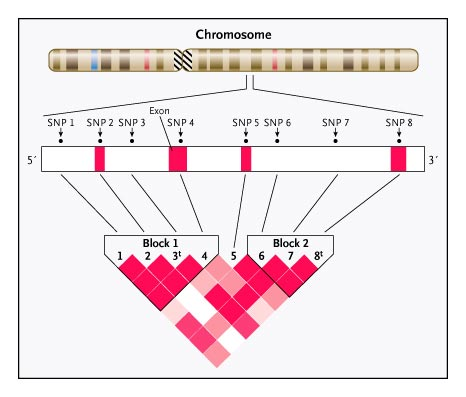 Chromosome
Exon
SNP 1 SNP 2 SNP 3 SNP 4 SNP 5 SNP 6 SNP 7 SNP 8
5´ 3´
Block 1 Block 2
1 2 3ᵗ 4 5 6 7 8ᵗ